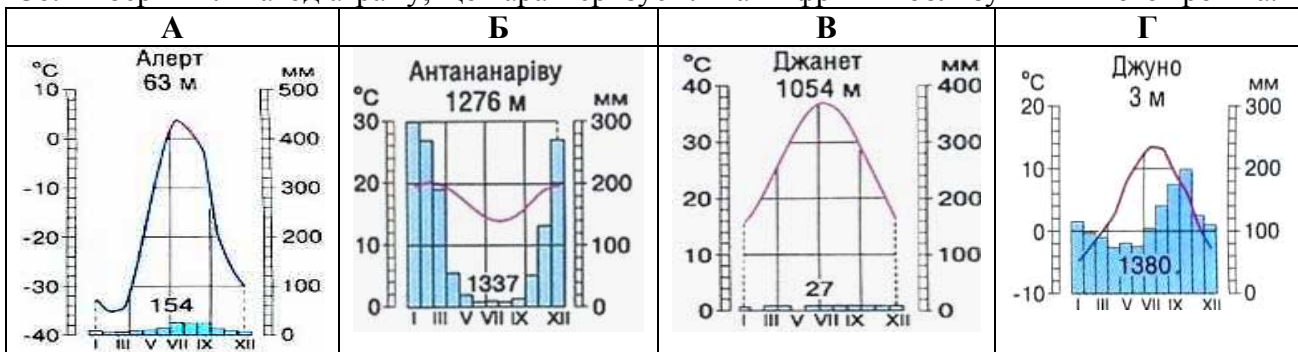 А Б В Г
Алерт
63 м
°C
мм
10
0
-10
-20
-30
-40
500
400
300
200
100
0
154
I III V VII IX XII
Антананаріву
1276 м
°C
мм
30
20
10
0
300
200
100
0
1337
I III V VII IX XII
Джанет
1054 м
°C
мм
40
30
20
10
0
400
300
200
100
0
27
I III V VII IX XII
Джуно
3 м
°C
мм
20
10
0
-10
300
200
100
0
1380
I III V VII IX XII